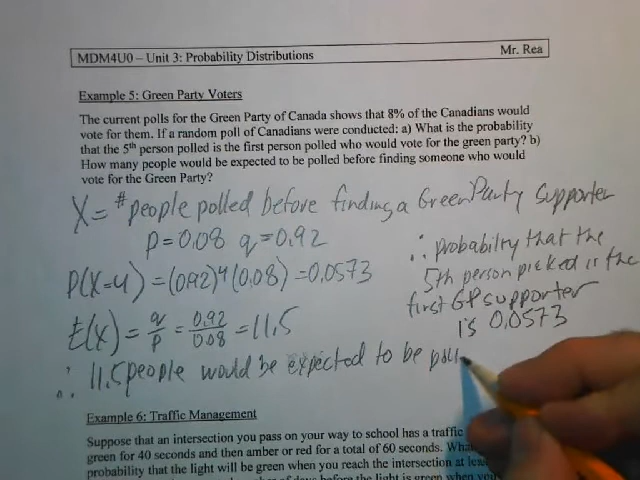 MDM4U0 – Unit 3: Probability Distributions Mr. Rea
Example 5: Green Party Voters
The current polls for the Green Party of Canada shows that 8% of the Canadians would
vote for them. If a random poll of Canadians were conducted: a) What is the probability
that the 5th person polled is the first person polled who would vote for the green party? b)
How many people would be expected to be polled before finding someone who would
vote for the Green Party?
X = # people polled before finding a Green Party supporter
p = 0.08 q = 0.92
P(X=4) = (0.92)^4 (0.08) = 0.0573
∴ probability that the
5th person picked is the
first GP supporter
is 0.0573
E(X) = q/p = 0.92/0.08 = 11.5
∴ 11.5 people would be expected to be poll
Example 6: Traffic Management
Suppose that an intersection you pass on your way to school has a traffic
green for 40 seconds and then amber or red for a total of 60 seconds. What
probability that the light will be green when you reach the intersection at
before the light is green when you